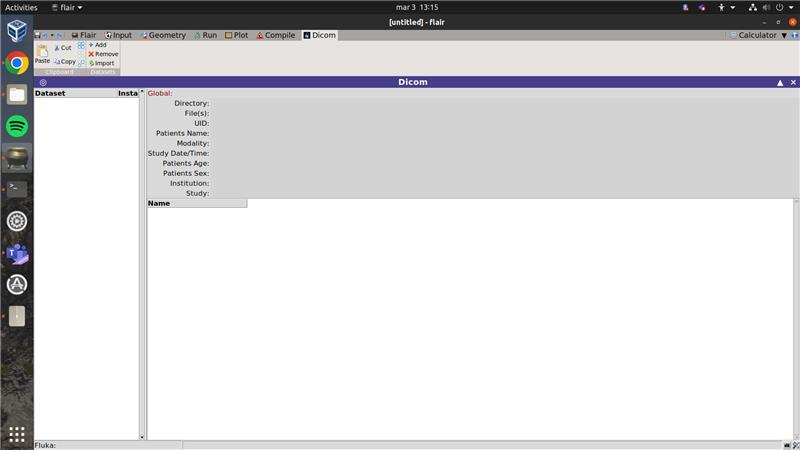 Activities flair mar 3 13:15
[untitled] - flair
Flair Input Geometry Run Plot Compile Dicom Calculator
Paste Cut Copy Add Remove Import
Clipboard Datasets
Dicom
Dataset Insta Global:
Directory:
File(s):
UID:
Patients Name:
Modality:
Study Date/Time:
Patients Age:
Patients Sex:
Institution:
Study:
Name
Fluka: